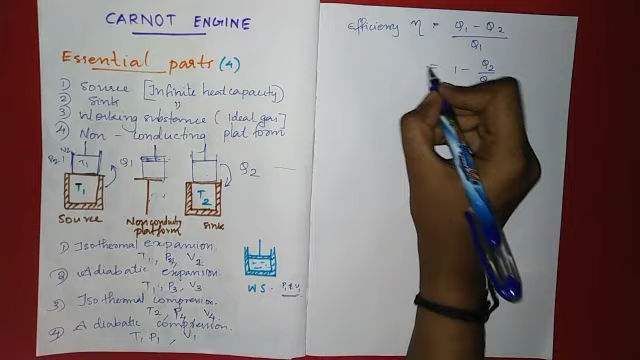 CARNOT ENGINE
Essential parts (4)
① Source [Infinite heat capacity)
② Sink "
③ Working substance (Ideal gas]
④ Non - conducting platform
T₁ Q₁ Q₂ —
T₁ T₂
Source Nonconducty platform Sink
① Isothermal expansion.
T₁, P₂, V₂
② Adiabatic expansion.
P₃, V₃
③ Isothermal compression.
T₂, P₄, V₄
④ Adiabatic compression.
T₁ P₁, V₁
W S.
Efficiency η = Q₁ - Q₂ / Q₁
= 1 - Q₂ /